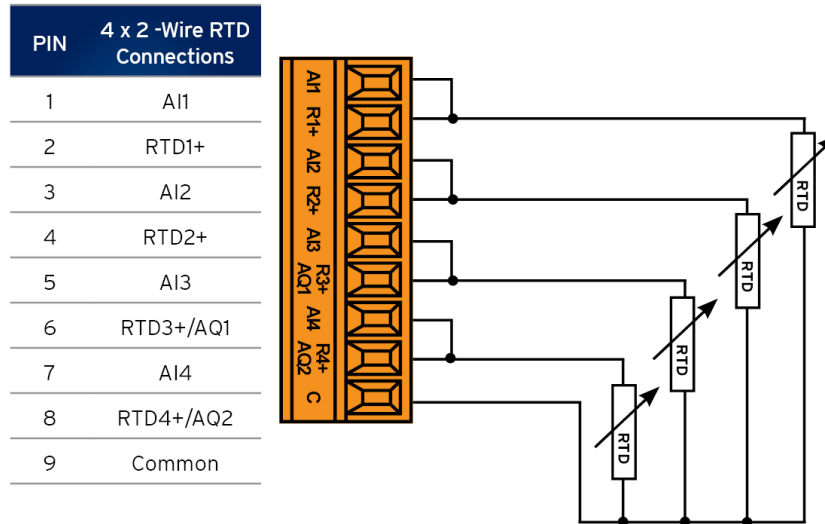 PIN
4 x 2 -Wire RTD
Connections
1 AI1
2 RTD1+
3 AI2
4 RTD2+
5 AI3
6 RTD3+/AQ1
7 AI4
8 RTD4+/AQ2
9 Common
AI1
R1+
AI2
R2+
AI3
R3+
AQ1
AI4
R4+
AQ2
C
RTD
RTD
RTD
RTD